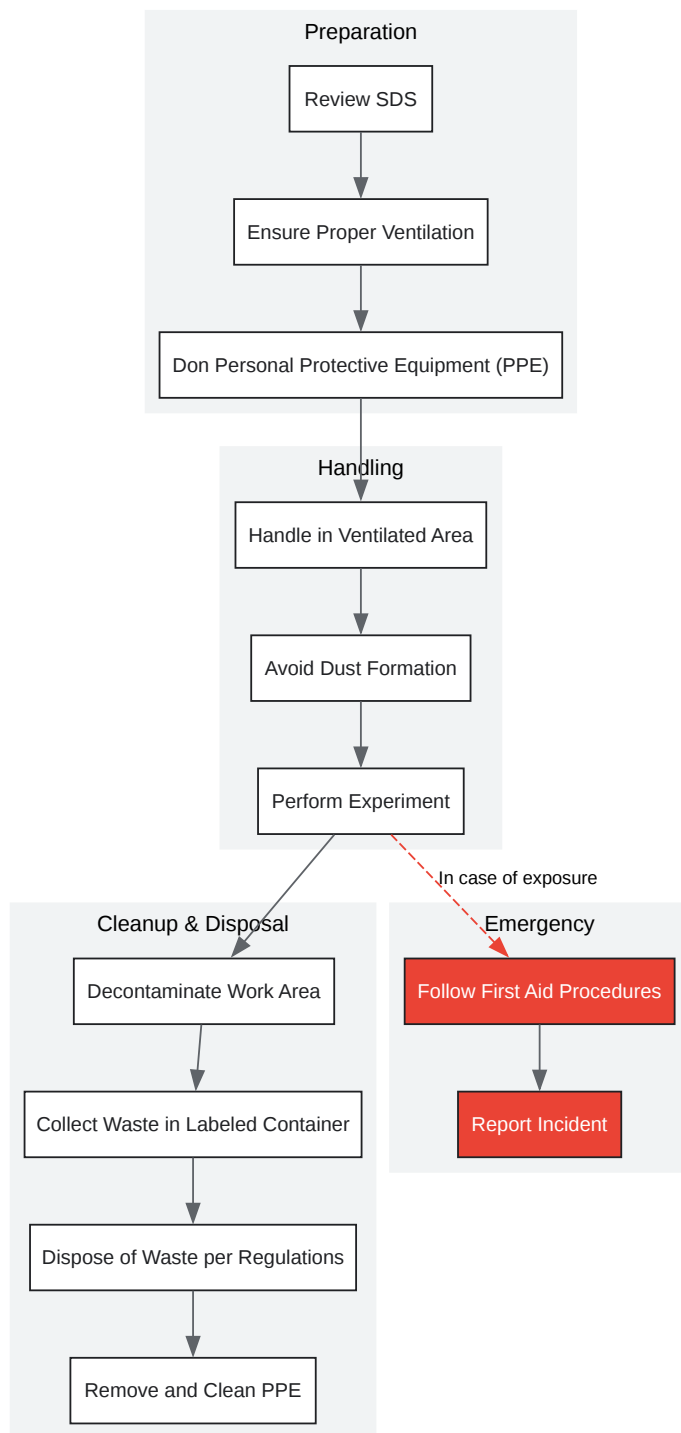 Preparation
Review SDS
Ensure Proper Ventilation
Don Personal Protective Equipment (PPE)
Handling
Handle in Ventilated Area
Avoid Dust Formation
Perform Experiment
In case of exposure
Cleanup & Disposal
Decontaminate Work Area
Collect Waste in Labeled Container
Dispose of Waste per Regulations
Remove and Clean PPE
Emergency
Follow First Aid Procedures
Report Incident